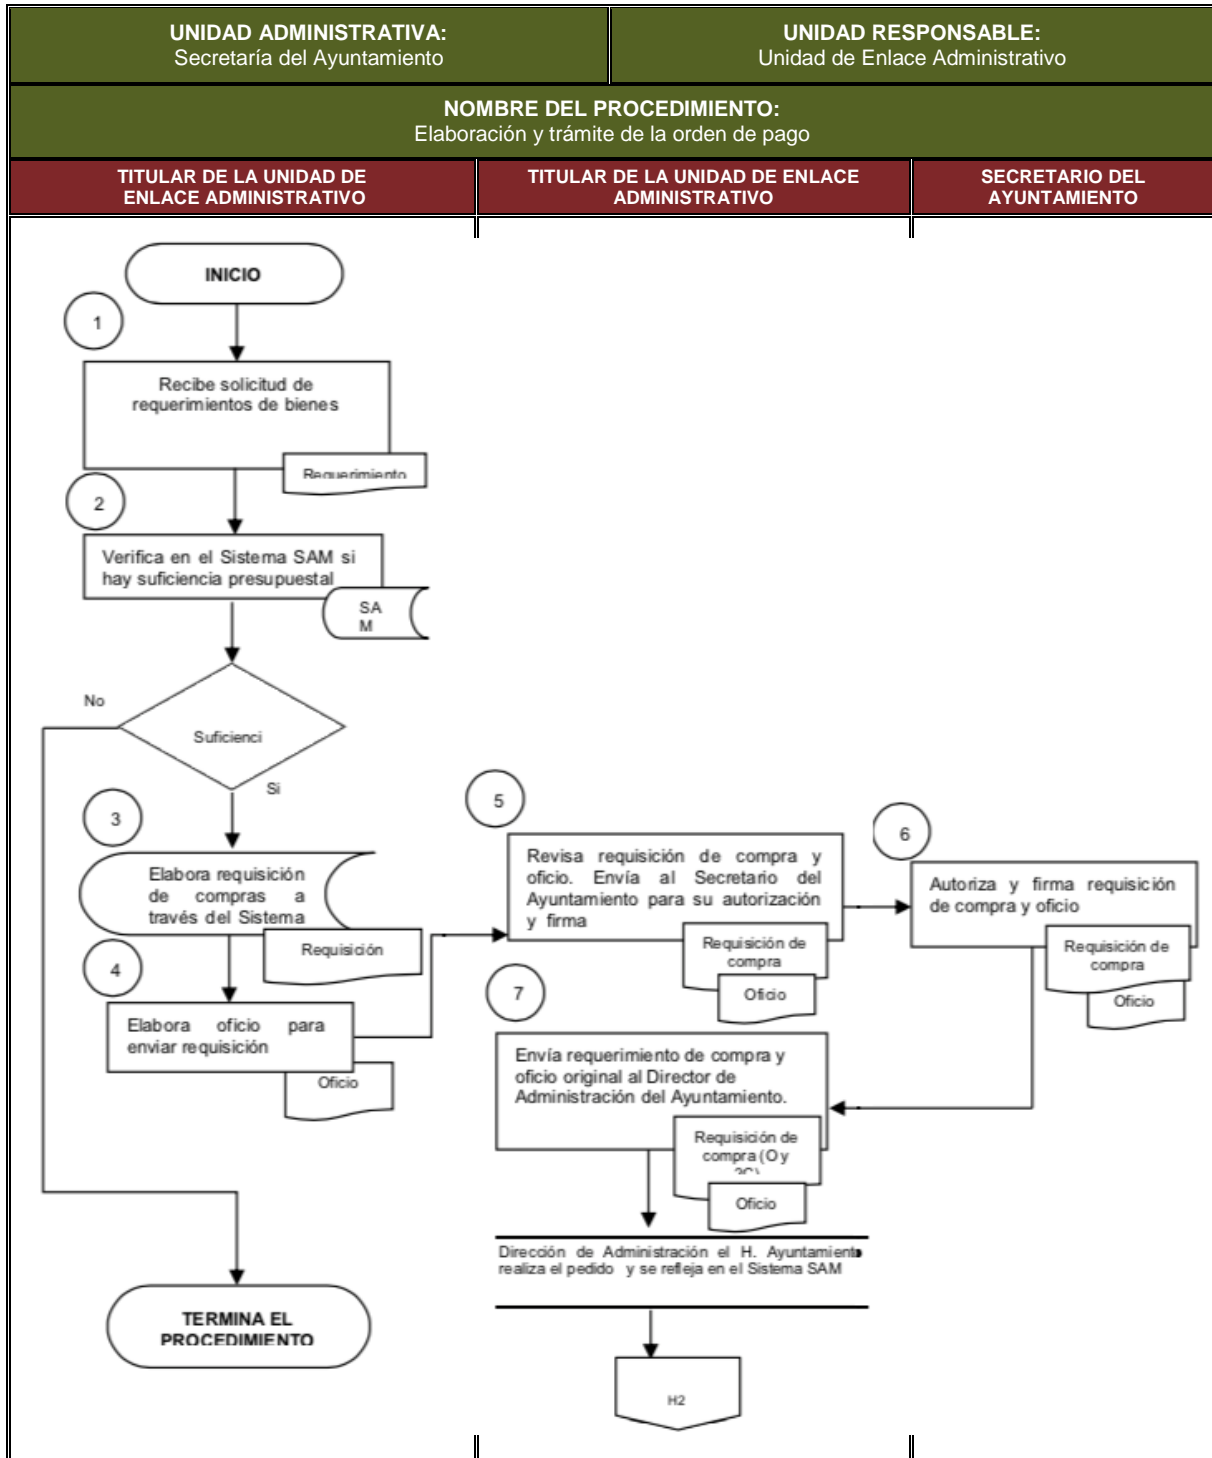 UNIDAD ADMINISTRATIVA:
Secretaría del Ayuntamiento
UNIDAD RESPONSABLE:
Unidad de Enlace Administrativo
NOMBRE DEL PROCEDIMIENTO:
Elaboración y trámite de la orden de pago
TITULAR DE LA UNIDAD DE
ENLACE ADMINISTRATIVO
TITULAR DE LA UNIDAD DE ENLACE
ADMINISTRATIVO
SECRETARIO DEL
AYUNTAMIENTO
INICIO
1
Recibe solicitud de
requerimientos de bienes
Requerimiento
2
Verifica en el Sistema SAM si
hay suficiencia presupuestal
SA
M
No
Suficienci
Si
3
Elabora requisición
de compras a
través del Sistema
Requisición
4
Elabora oficio para
enviar requisición
Oficio
5
Revisa requisición de compra y
oficio. Envía al Secretario del
Ayuntamiento para su autorización
y firma
Requisición de
compra
Oficio
6
Autoriza y firma requisición
de compra y oficio
Requisición de
compra
Oficio
7
Envía requerimiento de compra y
oficio original al Director de
Administración del Ayuntamiento.
Requisición de
compra (O y
2C)
Oficio
Dirección de Administración el H. Ayuntamiento
realiza el pedido y se refleja en el Sistema SAM
H2
TERMINA EL
PROCEDIMIENTO